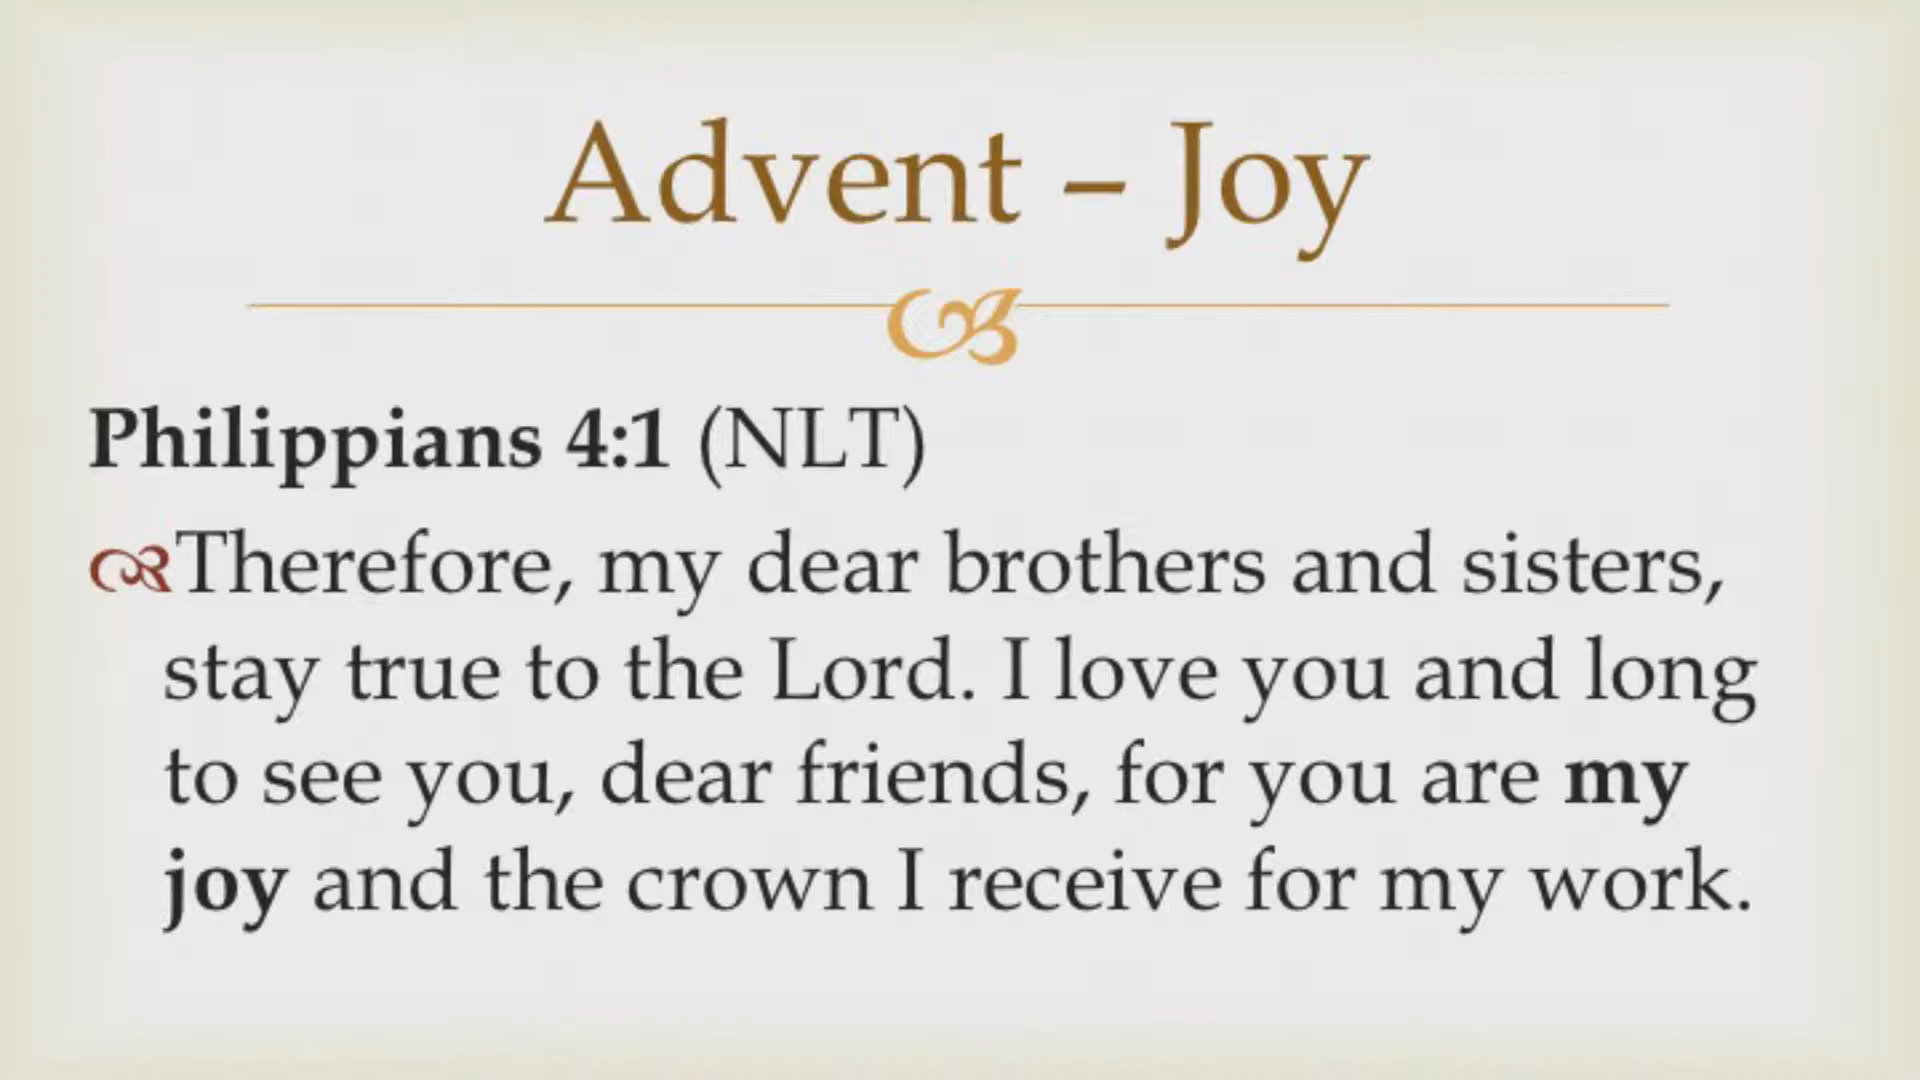 Advent – Joy
Philippians 4:1 (NLT)
Therefore, my dear brothers and sisters,
stay true to the Lord. I love you and long
to see you, dear friends, for you are my
joy and the crown I receive for my work.